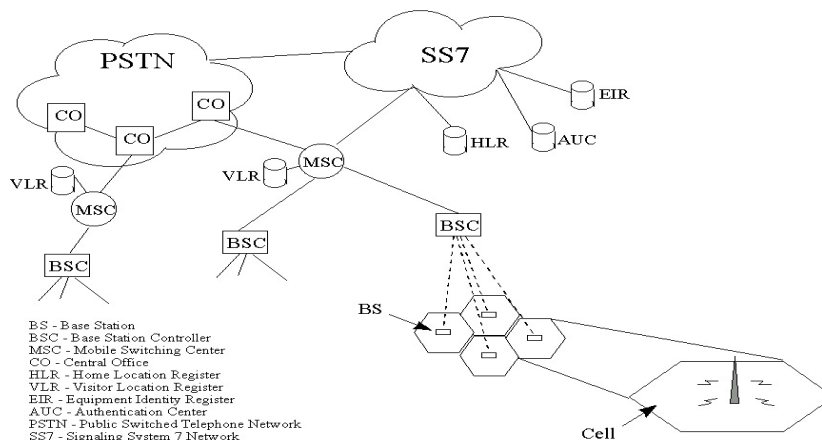 PSTN
SS7
CO
CO
CO
EIR
HLR
AUC
VLR
MSC
VLR
MSC
BSC
BSC
BSC
BS
Cell
BS - Base Station
BSC - Base Station Controller
MSC - Mobile Switching Center
CO - Central Office
HLR - Home Location Register
VLR - Visitor Location Register
EIR - Equipment Identity Register
AUC - Authentication Center
PSTN - Public Switched Telephone Network
SS7 - Signaling System 7 Network